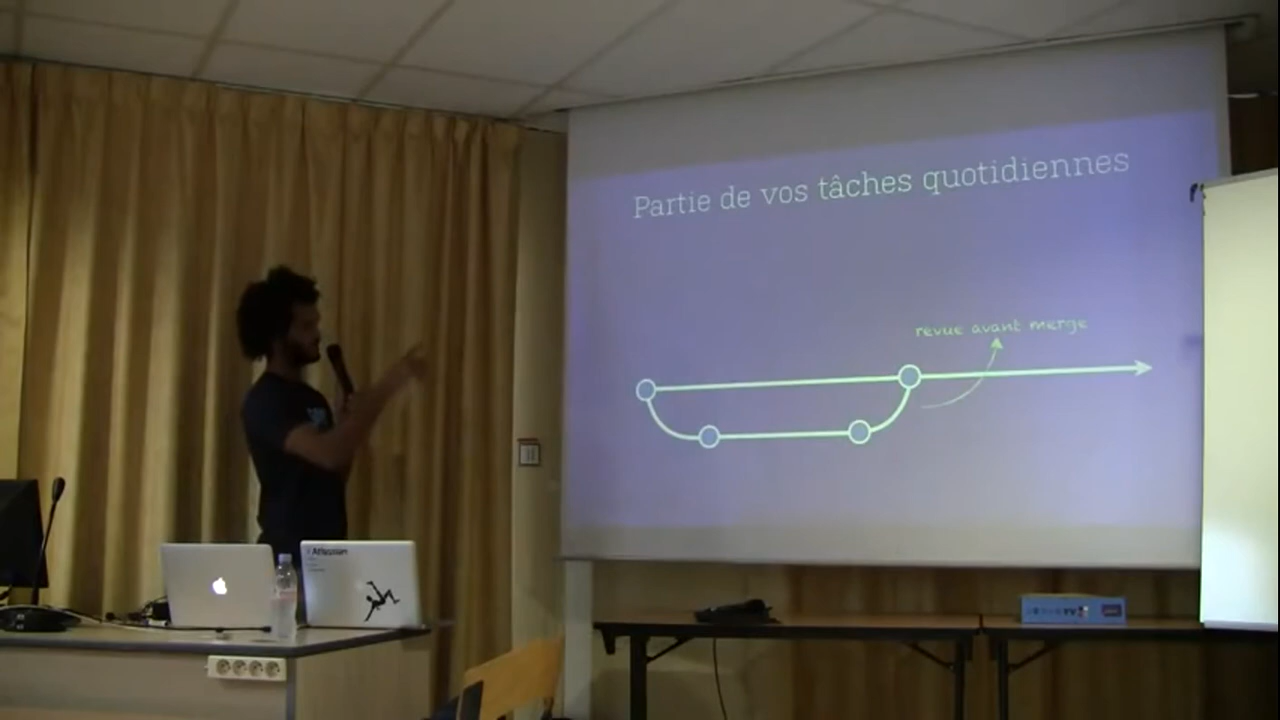 Partie de vos tâches quotidiennes
revue avant merge
Atlassian